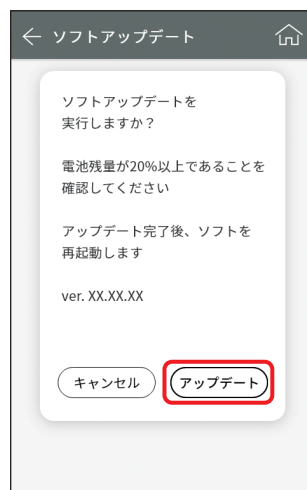 ソフトアップデート
ソフトアップデートを
実行しますか？
電池残量が20%以上であることを
確認してください
アップデート完了後、ソフトを
再起動します
ver. XX.XX.XX
キャンセル
アップデート